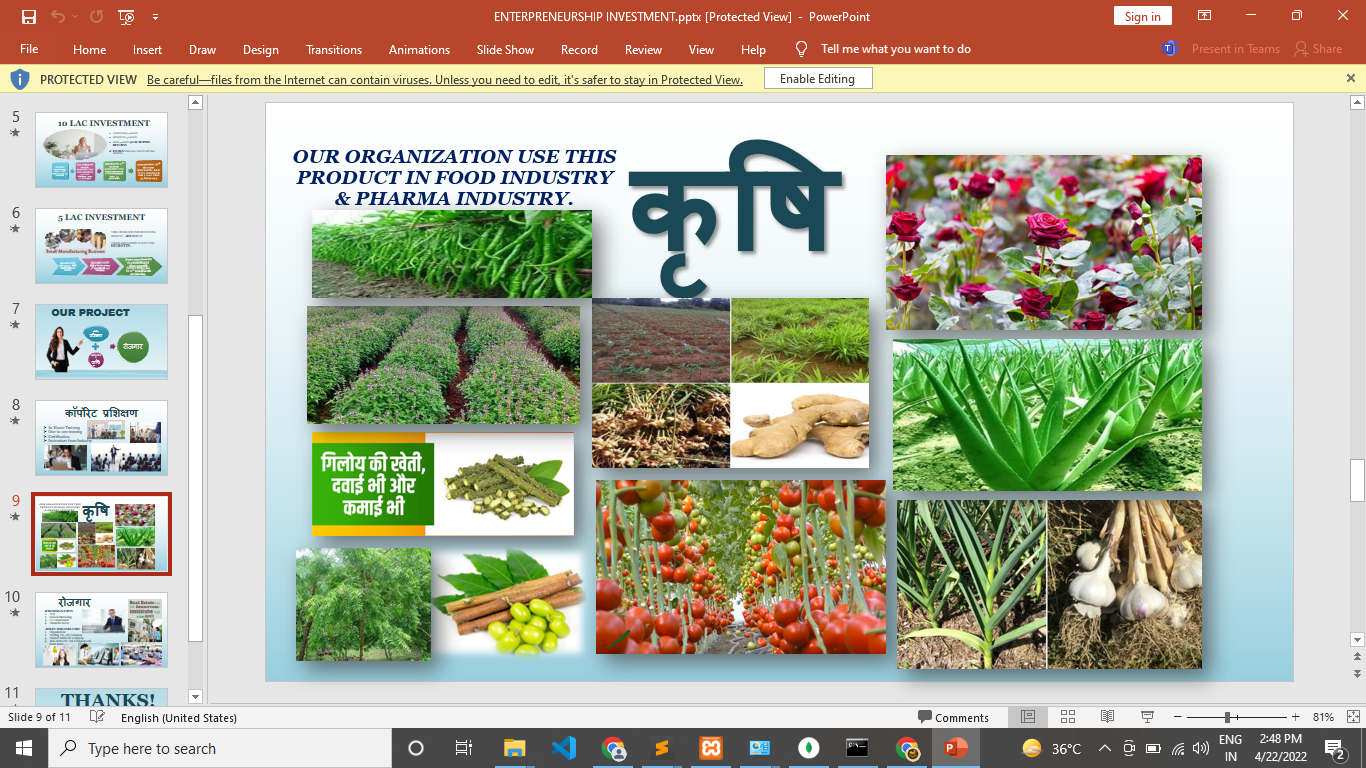 ENTERPRENEURSHIP INVESTMENT.pptx [Protected View] - PowerPoint
Sign in
File Home Insert Draw Design Transitions Animations Slide Show Record Review View Help Tell me what you want to do
Present in Teams Share
PROTECTED VIEW Be careful—files from the Internet can contain viruses. Unless you need to edit, it's safer to stay in Protected View. Enable Editing
5
10 LAC INVESTMENT
6
5 LAC INVESTMENT
Small Manufacturing Business
7
OUR PROJECT
रोजगार
8
कॉर्पोरेट प्रशिक्षण
9
कृषि
10
रोजगार
11
THANKS!
OUR ORGANIZATION USE THIS
PRODUCT IN FOOD INDUSTRY
& PHARMA INDUSTRY.
कृषि
गिलोय की खेती,
दवाई भी और
कमाई भी
Slide 9 of 11 English (United States) Comments 81%
Type here to search
36°C
ENG
IN
2:48 PM
4/22/2022
2